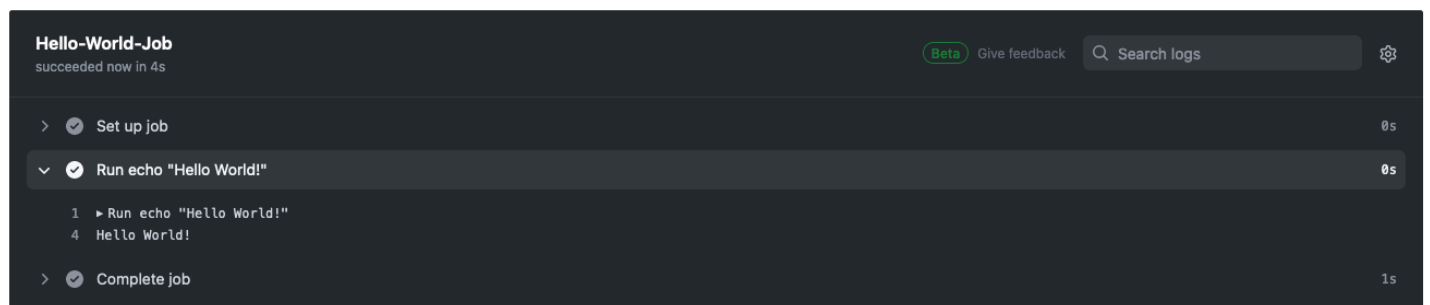 Hello-World-Job
succeeded now in 4s
Beta Give feedback Search logs
Set up job 0s
Run echo "Hello World!" 0s
1 ▸ Run echo "Hello World!"
4 Hello World!
Complete job 1s